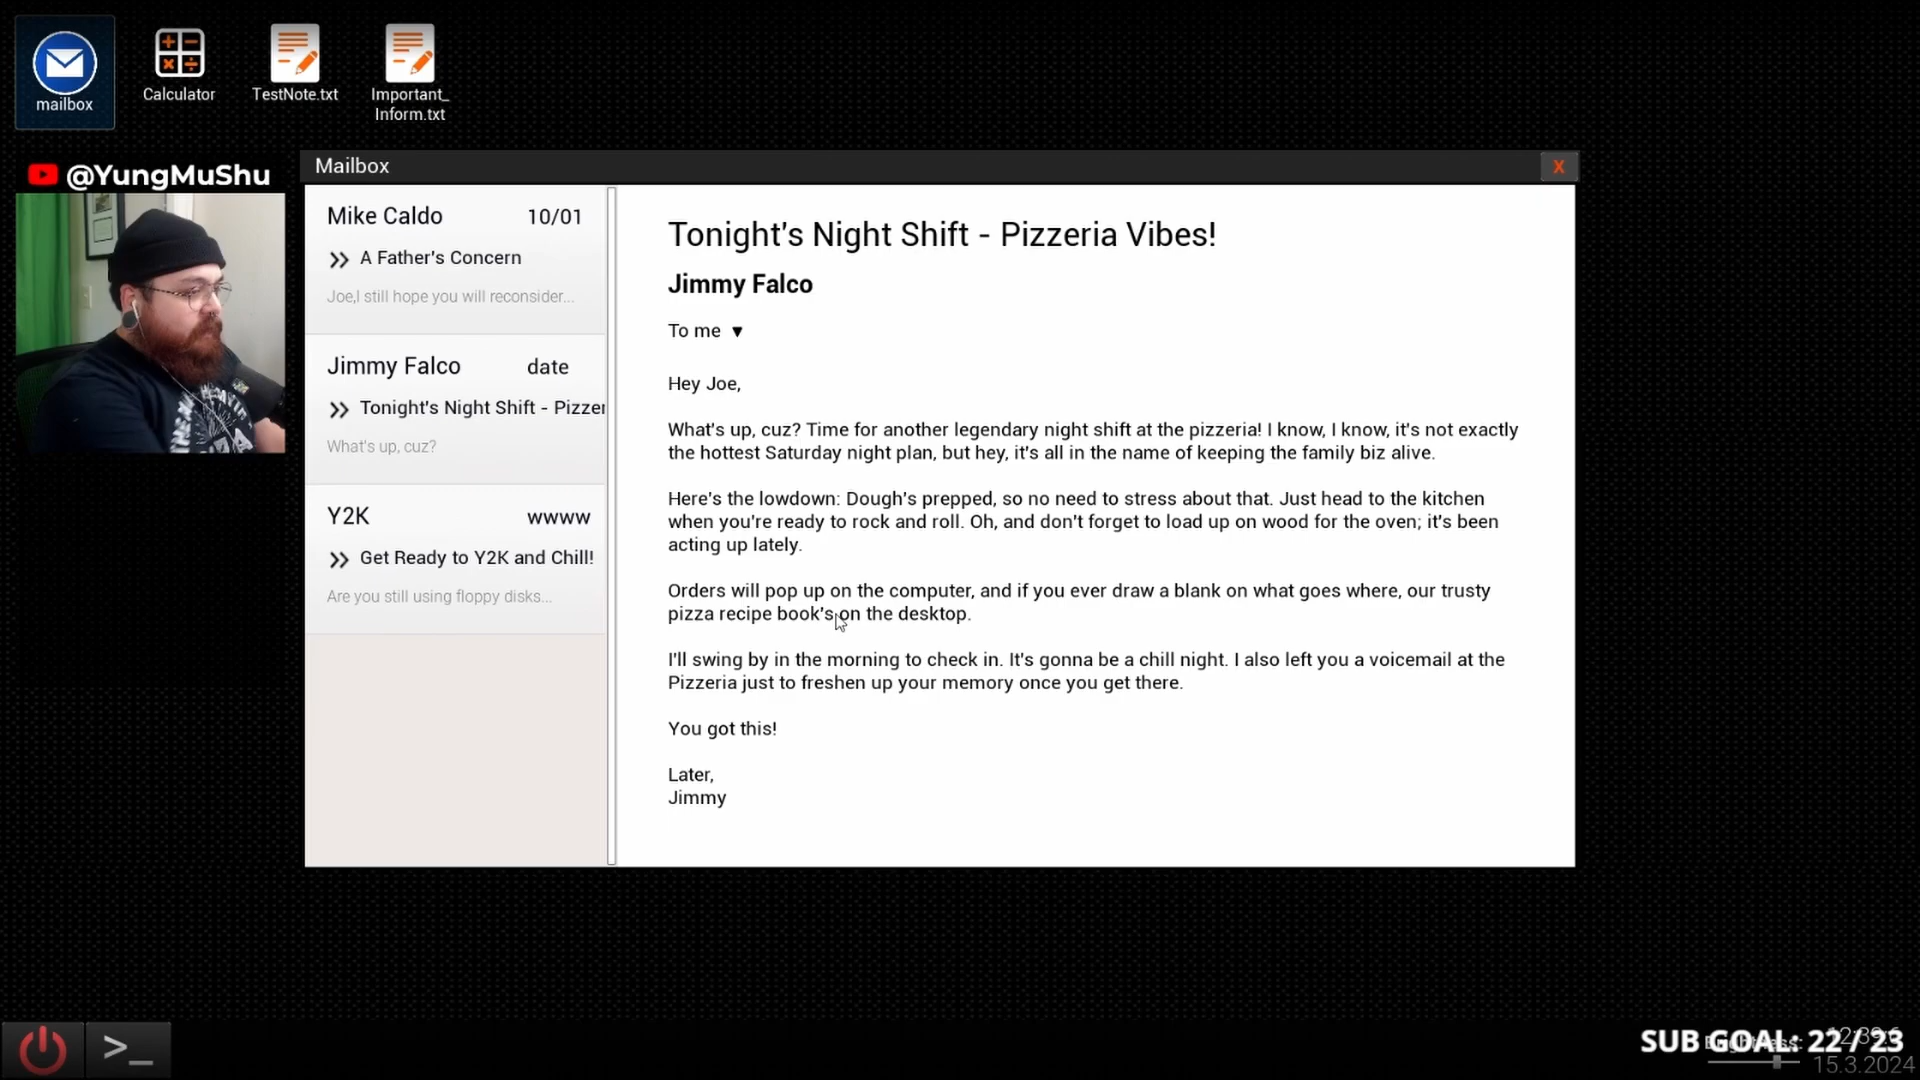 mailbox
Calculator
TestNote.txt
Important_
Inform.txt
@YungMuShu
Mailbox
X
Mike Caldo 10/01
>> A Father's Concern
Joe,I still hope you will reconsider...
Jimmy Falco date
>> Tonight's Night Shift - Pizzer
What's up, cuz?
Y2K wwww
>> Get Ready to Y2K and Chill!
Are you still using floppy disks...
Tonight's Night Shift - Pizzeria Vibes!
Jimmy Falco
To me ▼
Hey Joe,
What's up, cuz? Time for another legendary night shift at the pizzeria! I know, I know, it's not exactly
the hottest Saturday night plan, but hey, it's all in the name of keeping the family biz alive.
Here's the lowdown: Dough's prepped, so no need to stress about that. Just head to the kitchen
when you're ready to rock and roll. Oh, and don't forget to load up on wood for the oven; it's been
acting up lately.
Orders will pop up on the computer, and if you ever draw a blank on what goes where, our trusty
pizza recipe book's on the desktop.
I'll swing by in the morning to check in. It's gonna be a chill night. I also left you a voicemail at the
Pizzeria just to freshen up your memory once you get there.
You got this!
Later,
Jimmy
>_
SUB GOAL: 22 / 23
15.3.2024